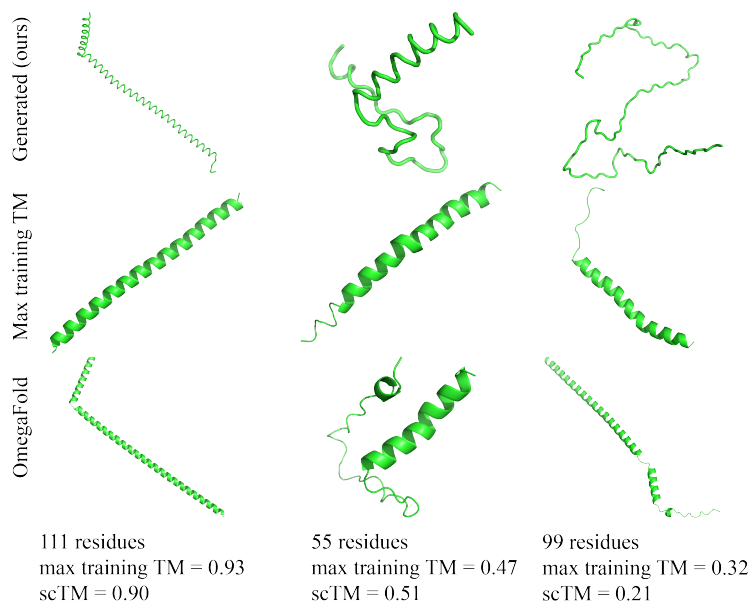 Generated (ours)
Max training TM
OmegaFold
111 residues
max training TM = 0.93
scTM = 0.90
55 residues
max training TM = 0.47
scTM = 0.51
99 residues
max training TM = 0.32
scTM = 0.21